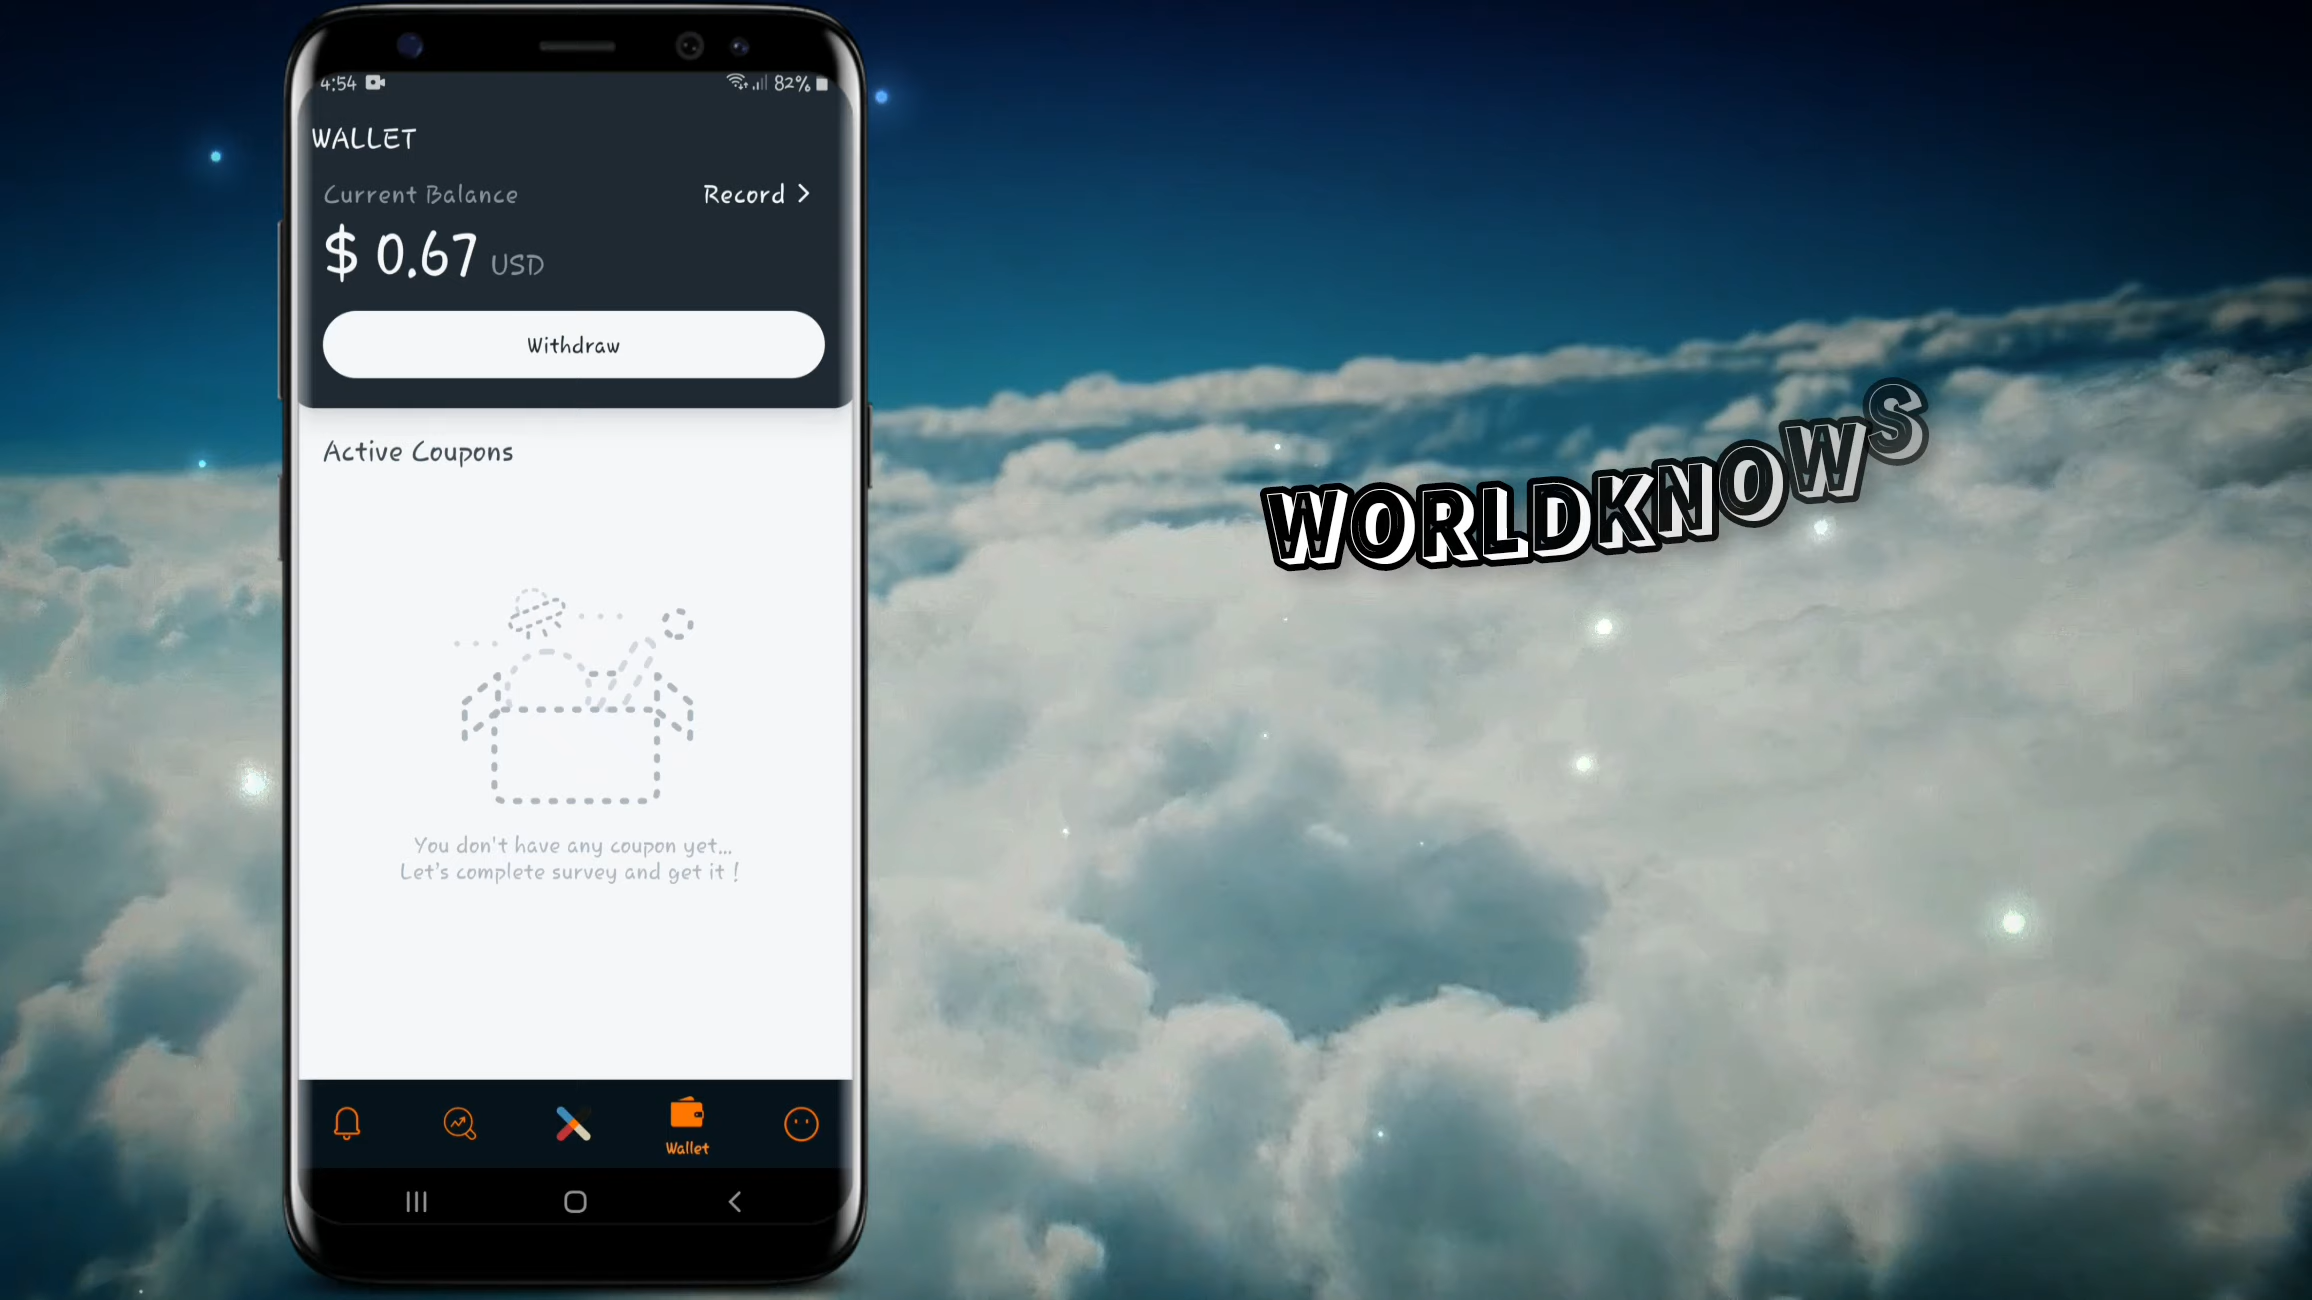 4:54 82%
WALLET
Current Balance Record >
$ 0.67 USD
Withdraw
Active Coupons
You don't have any coupon yet...
Let's complete survey and get it !
Wallet
WORLDKNOWS